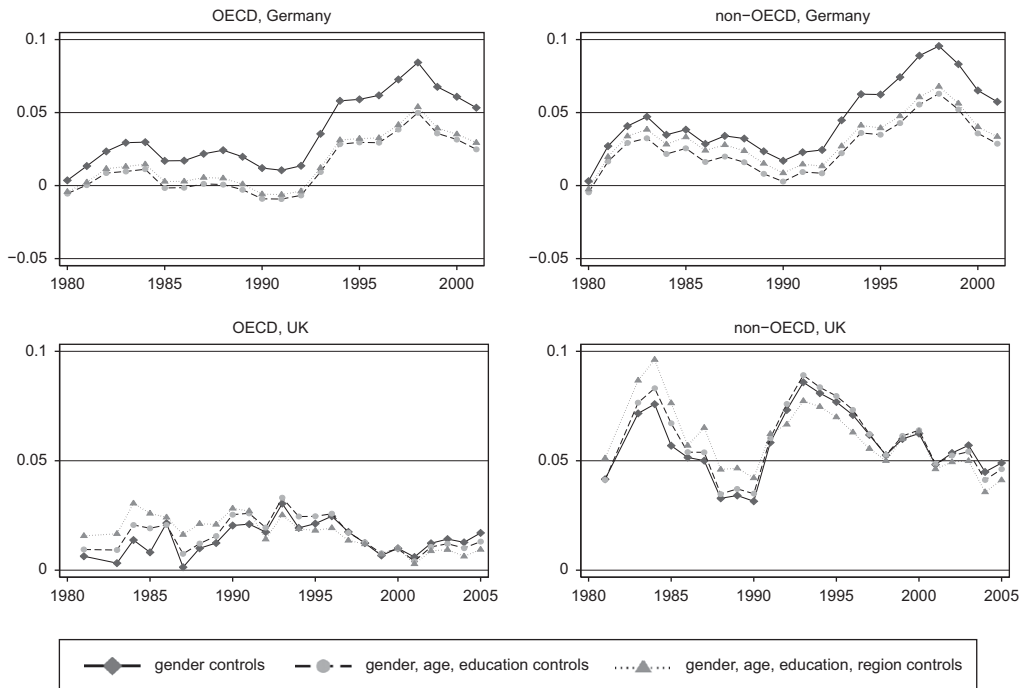 OECD, Germany
0.1
0.05
0
−0.05
1980 1985 1990 1995 2000
non−OECD, Germany
0.1
0.05
0
−0.05
1980 1985 1990 1995 2000
OECD, UK
0.1
0.05
0
1980 1985 1990 1995 2000 2005
non−OECD, UK
0.1
0.05
0
1980 1985 1990 1995 2000 2005
gender controls gender, age, education controls gender, age, education, region controls